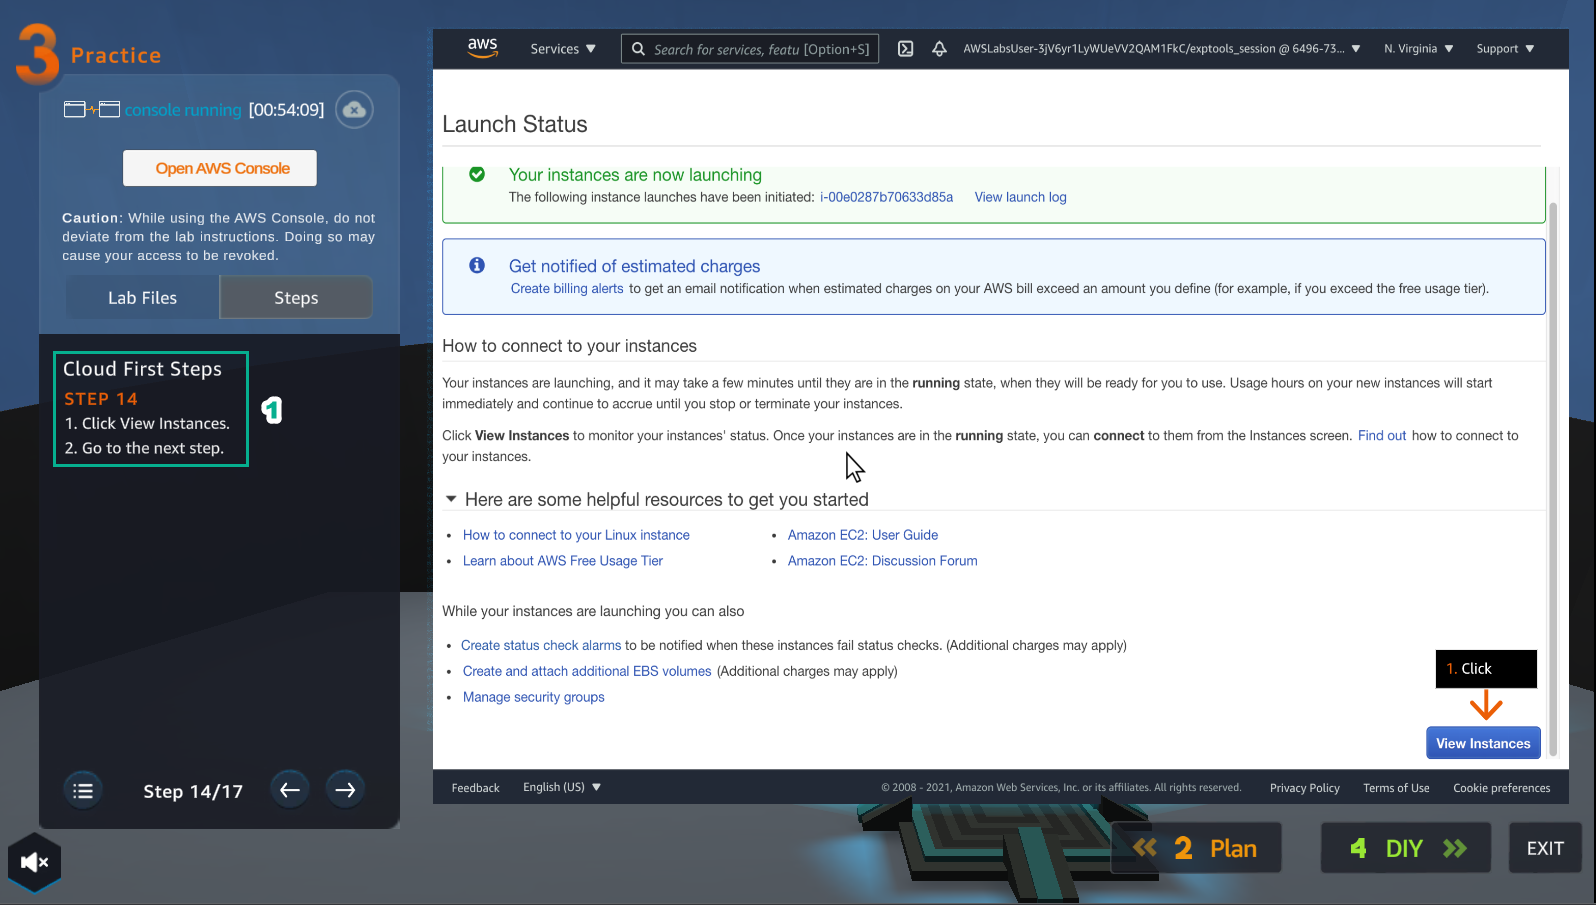 3 Practice
console running [00:54:09]
Open AWS Console
Caution: While using the AWS Console, do not
deviate from the lab instructions. Doing so may
cause your access to be revoked.
Lab Files
Steps
Cloud First Steps
STEP 14
1. Click View Instances.
2. Go to the next step.
1
Step 14/17
aws
Services
Search for services, featu [Option+S]
AWSLabsUser-3jV6yr1LyWUeVV2QAM1FkC/exptools_session @ 6496-73...
N. Virginia
Support
Launch Status
Your instances are now launching
The following instance launches have been initiated: i-00e0287b70633d85a View launch log
Get notified of estimated charges
Create billing alerts to get an email notification when estimated charges on your AWS bill exceed an amount you define (for example, if you exceed the free usage tier).
How to connect to your instances
Your instances are launching, and it may take a few minutes until they are in the running state, when they will be ready for you to use. Usage hours on your new instances will start
immediately and continue to accrue until you stop or terminate your instances.
Click View Instances to monitor your instances' status. Once your instances are in the running state, you can connect to them from the Instances screen. Find out how to connect to
your instances.
Here are some helpful resources to get you started
• How to connect to your Linux instance
• Amazon EC2: User Guide
• Learn about AWS Free Usage Tier
• Amazon EC2: Discussion Forum
While your instances are launching you can also
• Create status check alarms to be notified when these instances fail status checks. (Additional charges may apply)
• Create and attach additional EBS volumes (Additional charges may apply)
• Manage security groups
1. Click
View Instances
Feedback
English (US)
© 2008 - 2021, Amazon Web Services, Inc. or its affiliates. All rights reserved.
Privacy Policy
Terms of Use
Cookie preferences
2 Plan
4 DIY
EXIT